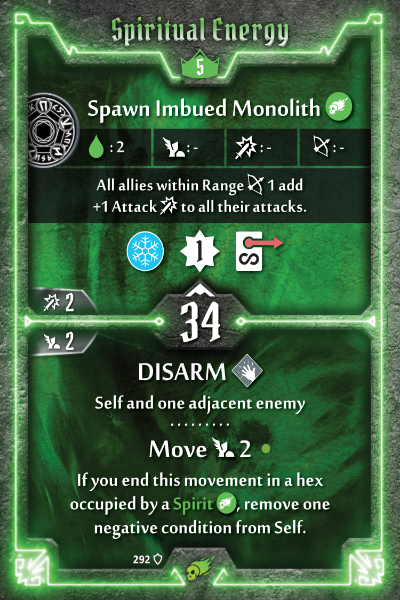 Spiritual Energy
5
Spawn Imbued Monolith
: 2 : - : - : -
All allies within Range 1 add
+1 Attack to all their attacks.
1 S
2
34
2
DISARM
Self and one adjacent enemy
.........
Move 2
If you end this movement in a hex
occupied by a Spirit , remove one
negative condition from Self.
292